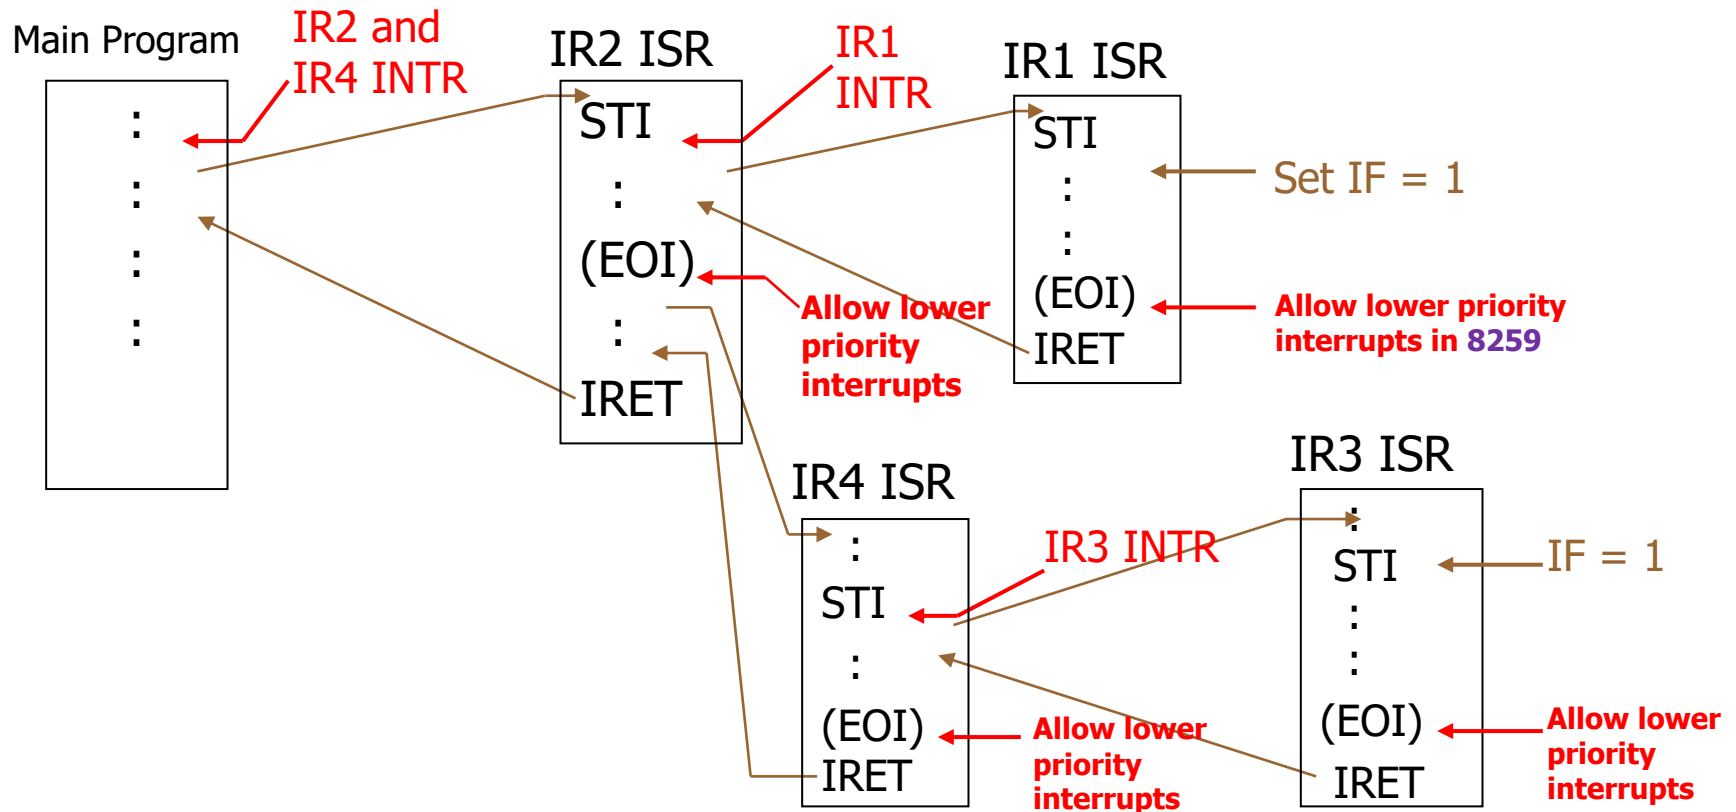 Main Program
:
:
:
:
IR2 and
IR4 INTR
IR2 ISR
STI
:
(EOI)
:
IRET
IR1
INTR
Allow lower
priority
interrupts
IR1 ISR
STI
:
:
(EOI)
IRET
Set IF = 1
Allow lower priority
interrupts in 8259
IR4 ISR
:
STI
:
(EOI)
IRET
IR3 INTR
Allow lower
priority
interrupts
IR3 ISR
:
STI
:
:
(EOI)
IRET
IF = 1
Allow lower
priority
interrupts